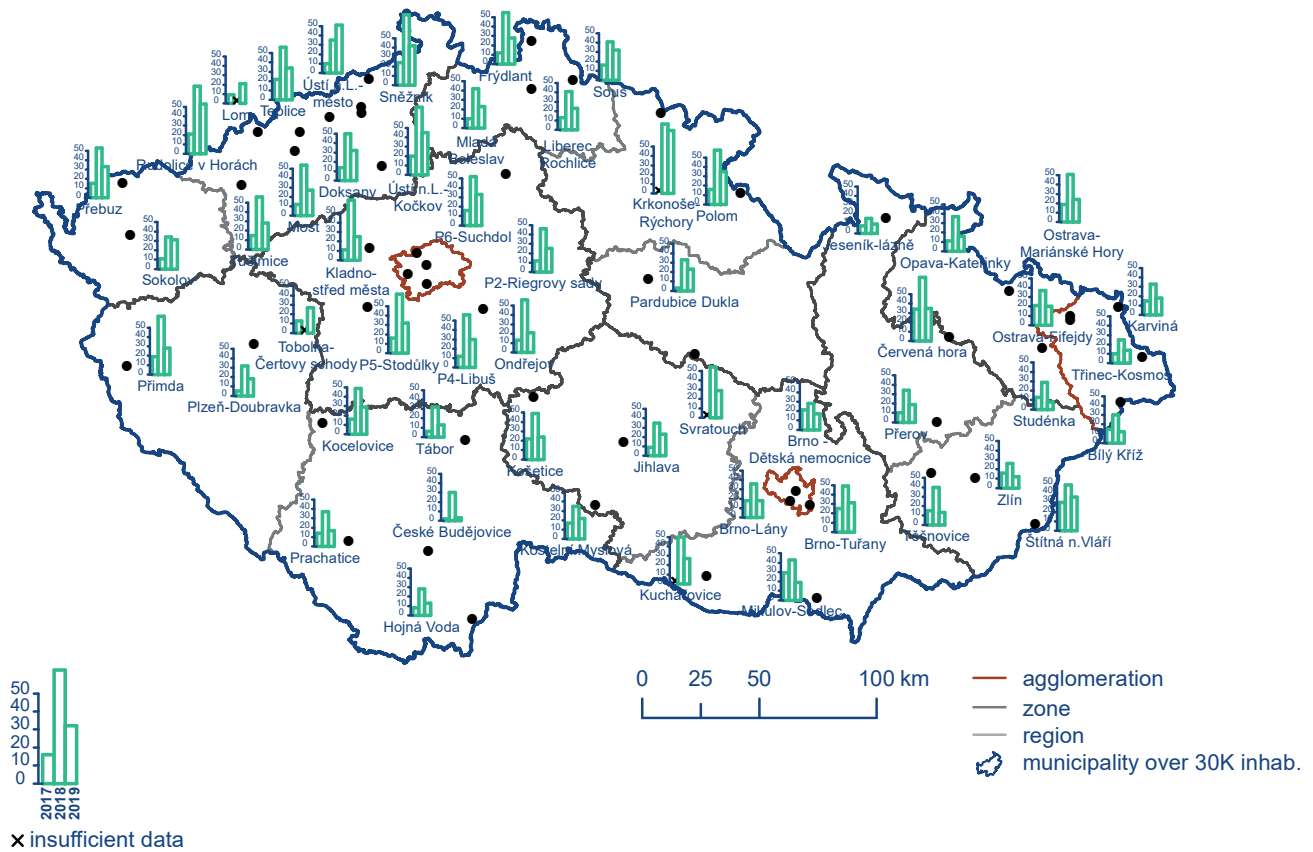 Frýdlant
Souš
Ústí n.L.-
město
Sněžník
Teplice
Lom
Mladá
Boleslav
Liberec
Rochlice
Rudolice v Horách
Doksany
Ústí n.L.-
Kočkov
Krkonoše-
Rýchory
Polom
Přebuz
Most
P6-Suchdol
Jeseník-lázně
Ostrava-
Mariánské Hory
Opava-Kateřinky
Sokolov
Tušimice
Kladno-
střed města
P2-Riegrovy sady
Pardubice Dukla
Karviná
Ostrava-Fifejdy
Červená hora
Tobolka-
Čertovy schody
P5-Stodůlky
P4-Libuš
Ondřejov
Třinec-Kosmos
Přimda
Plzeň-Doubravka
Studénka
Svratouch
Přerov
Bílý Kříž
Kocelovice
Tábor
Košetice
Jihlava
Brno -
Dětská nemocnice
Zlín
České Budějovice
Brno-Lány
Brno-Tuřany
Těšnovice
Štítná n.Vláří
Prachatice
Kostelní Myslová
Kuchařovice
Mikulov-Sedlec
Hojná Voda
50
40
30
20
10
0
2017
2018
2019
insufficient data
0 25 50 100 km
agglomeration
zone
region
municipality over 30K inhab.